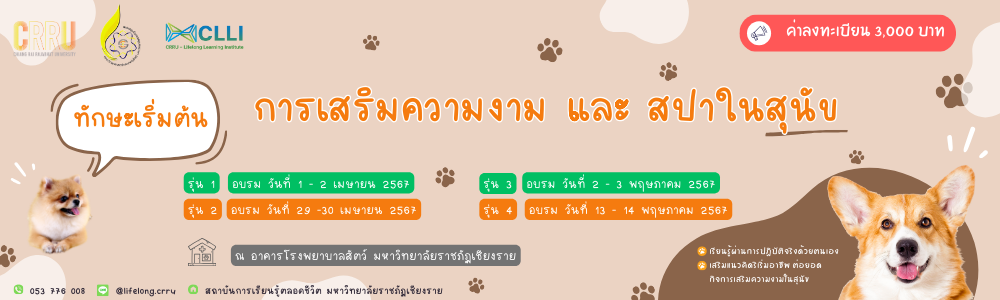 CRRU
CHIANG RAI RAJABHAT UNIVERSITY
CLLI
CRRU - Lifelong Learning Institute
ค่าลงทะเบียน 3,000 บาท
ทักษะเริ่มต้น
การเสริมความงาม และ สปาในสุนัข
รุ่น 1 อบรม วันที่ 1 - 2 เมษายน 2567
รุ่น 3 อบรม วันที่ 2 - 3 พฤษภาคม 2567
รุ่น 2 อบรม วันที่ 29 -30 เมษายน 2567
รุ่น 4 อบรม วันที่ 13 - 14 พฤษภาคม 2567
ณ อาคารโรงพยาบาลสัตว์ มหาวิทยาลัยราชภัฏเชียงราย
เรียนรู้ผ่านการปฏิบัติจริงด้วยตนเอง
เสริมแนวคิดริเริ่มอาชีพ ต่อยอด
กิจการเสริมความงามในสุนัข
053 776 008 @lifelong.crru สถาบันการเรียนรู้ตลอดชีวิต มหาวิทยาลัยราชภัฏเชียงราย